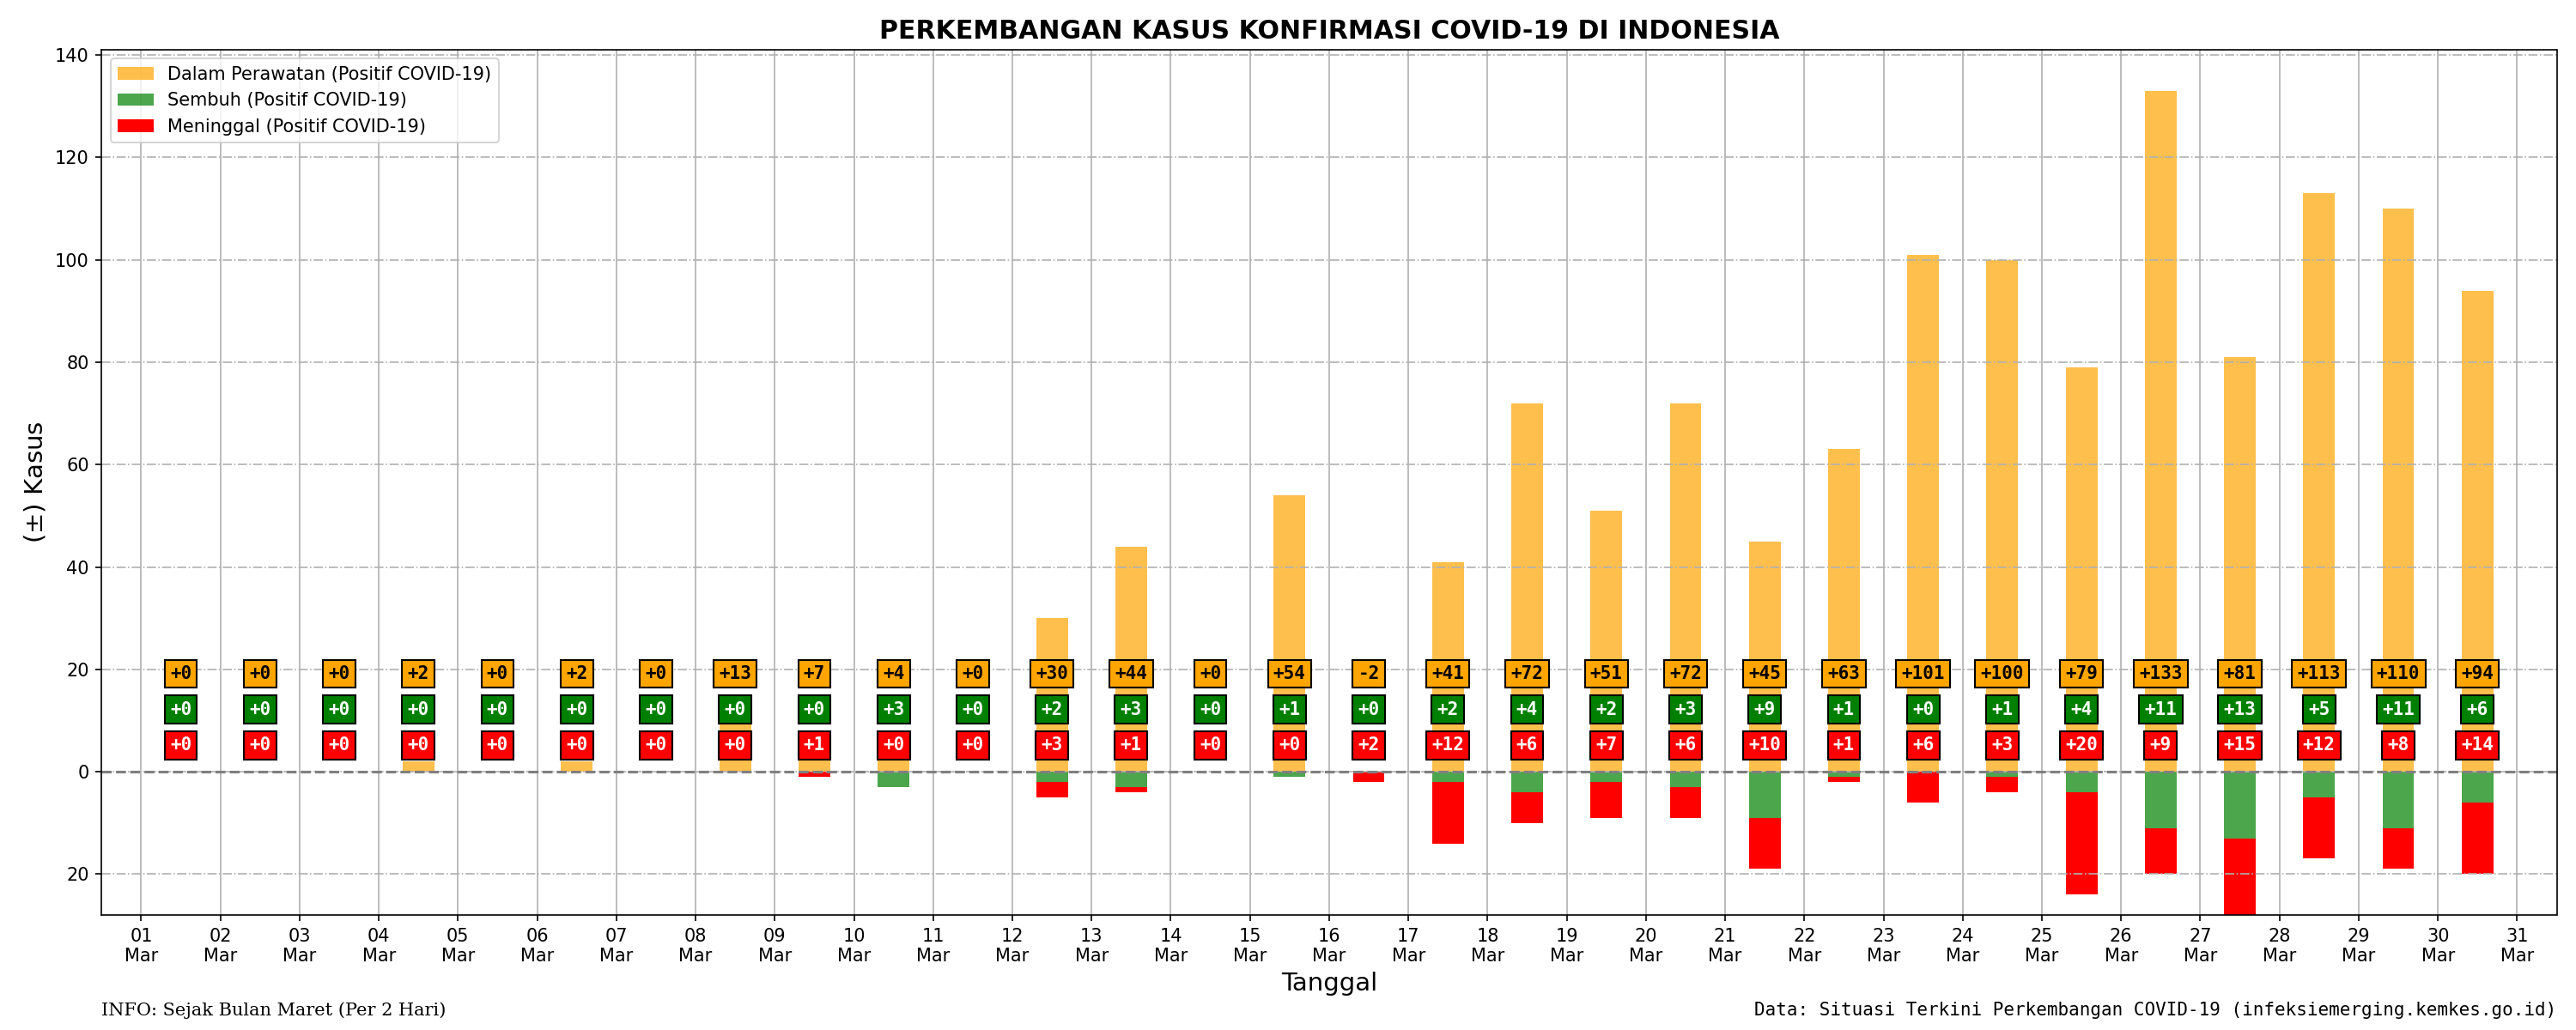 PERKEMBANGAN KASUS KONFIRMASI COVID-19 DI INDONESIA
Dalam Perawatan (Positif COVID-19)
Sembuh (Positif COVID-19)
Meninggal (Positif COVID-19)
(±) Kasus
140
120
100
80
60
40
20
0
20
+0 +0 +0 +2 +0 +2 +0 +13 +7 +4 +0 +30 +44 +0 +54 -2 +41 +72 +51 +72 +45 +63 +101 +100 +79 +133 +81 +113 +110 +94
+0 +0 +0 +0 +0 +0 +0 +0 +0 +3 +0 +2 +3 +0 +1 +0 +2 +4 +2 +3 +9 +1 +0 +1 +4 +11 +13 +5 +11 +6
+0 +0 +0 +0 +0 +0 +0 +0 +1 +0 +0 +3 +1 +0 +0 +2 +12 +6 +7 +6 +10 +1 +6 +3 +20 +9 +15 +12 +8 +14
01 02 03 04 05 06 07 08 09 10 11 12 13 14 15 16 17 18 19 20 21 22 23 24 25 26 27 28 29 30 31
Mar Mar Mar Mar Mar Mar Mar Mar Mar Mar Mar Mar Mar Mar Mar Mar Mar Mar Mar Mar Mar Mar Mar Mar Mar Mar Mar Mar Mar Mar Mar
Tanggal
INFO: Sejak Bulan Maret (Per 2 Hari)
Data: Situasi Terkini Perkembangan COVID-19 (infeksiemerging.kemkes.go.id)